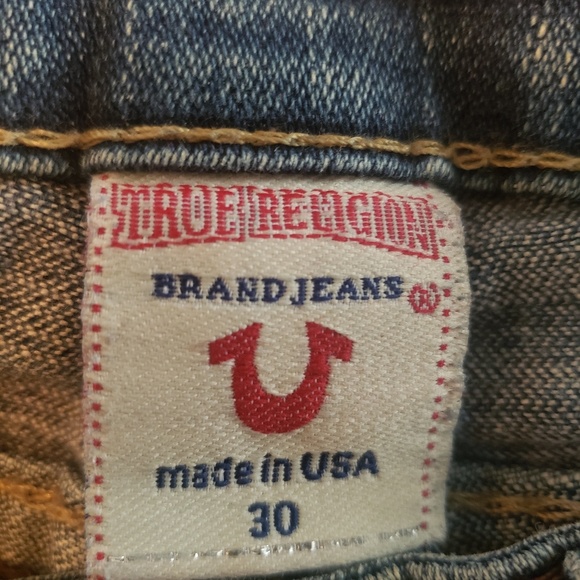 TRUE RELIGION
BRAND JEANS ®
made in USA
30